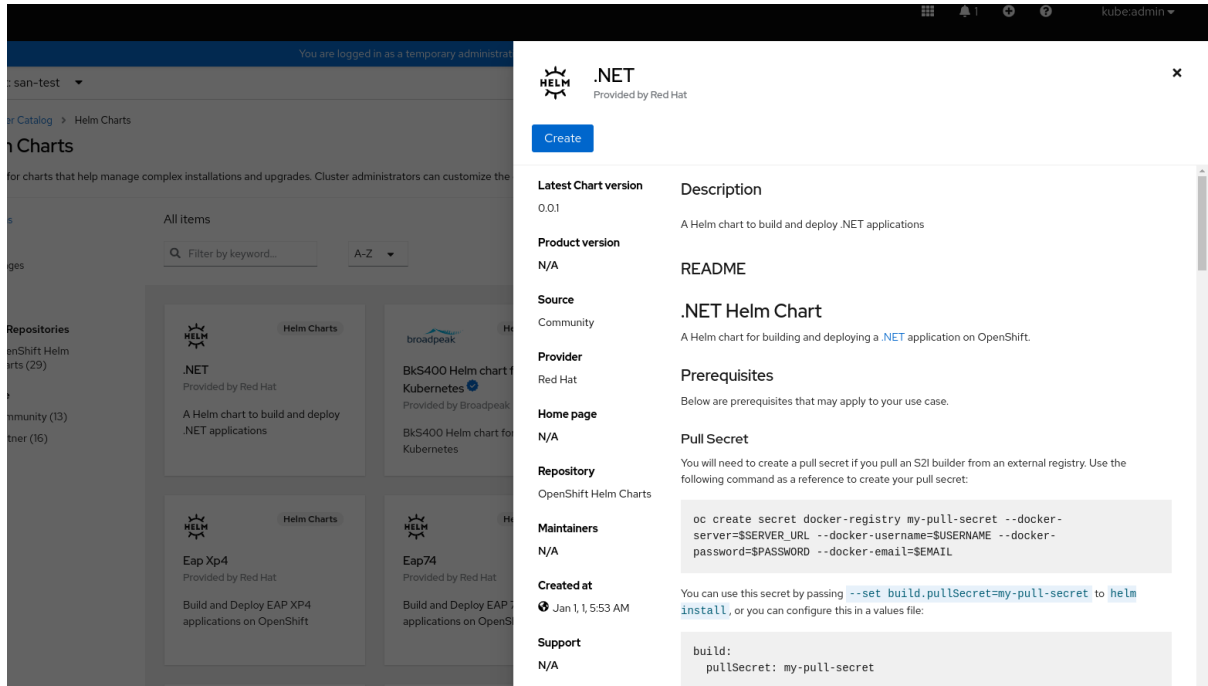 1
kube:admin
You are logged in as a temporary administrat
: san-test
er Catalog > Helm Charts
n Charts
for charts that help manage complex installations and upgrades. Cluster administrators can customize the
s
All items
Filter by keyword...
A-Z
ges
Repositories
enShift Helm
arts (29)
e
mmunity (13)
tner (16)
HELM
Helm Charts
.NET
Provided by Red Hat
A Helm chart to build and deploy
.NET applications
broadpeak
He
BkS400 Helm chart f
Kubernetes
Provided by Broadpeak
BkS400 Helm chart for
Kubernetes
HELM
Helm Charts
Eap Xp4
Provided by Red Hat
Build and Deploy EAP XP4
applications on OpenShift
HELM
He
Eap74
Provided by Red Hat
Build and Deploy EAP 7
applications on OpenS
HELM
.NET
Provided by Red Hat
Create
Latest Chart version
0.0.1
Product version
N/A
Source
Community
Provider
Red Hat
Home page
N/A
Repository
OpenShift Helm Charts
Maintainers
N/A
Created at
Jan 1, 1, 5:53 AM
Support
N/A
Description
A Helm chart to build and deploy .NET applications
README
.NET Helm Chart
A Helm chart for building and deploying a .NET application on OpenShift.
Prerequisites
Below are prerequisites that may apply to your use case.
Pull Secret
You will need to create a pull secret if you pull an S2I builder from an external registry. Use the
following command as a reference to create your pull secret:
oc create secret docker-registry my-pull-secret --docker-
server=$SERVER_URL --docker-username=$USERNAME --docker-
password=$PASSWORD --docker-email=$EMAIL
You can use this secret by passing --set build.pullSecret=my-pull-secret to helm
install, or you can configure this in a values file:
build:
  pullSecret: my-pull-secret